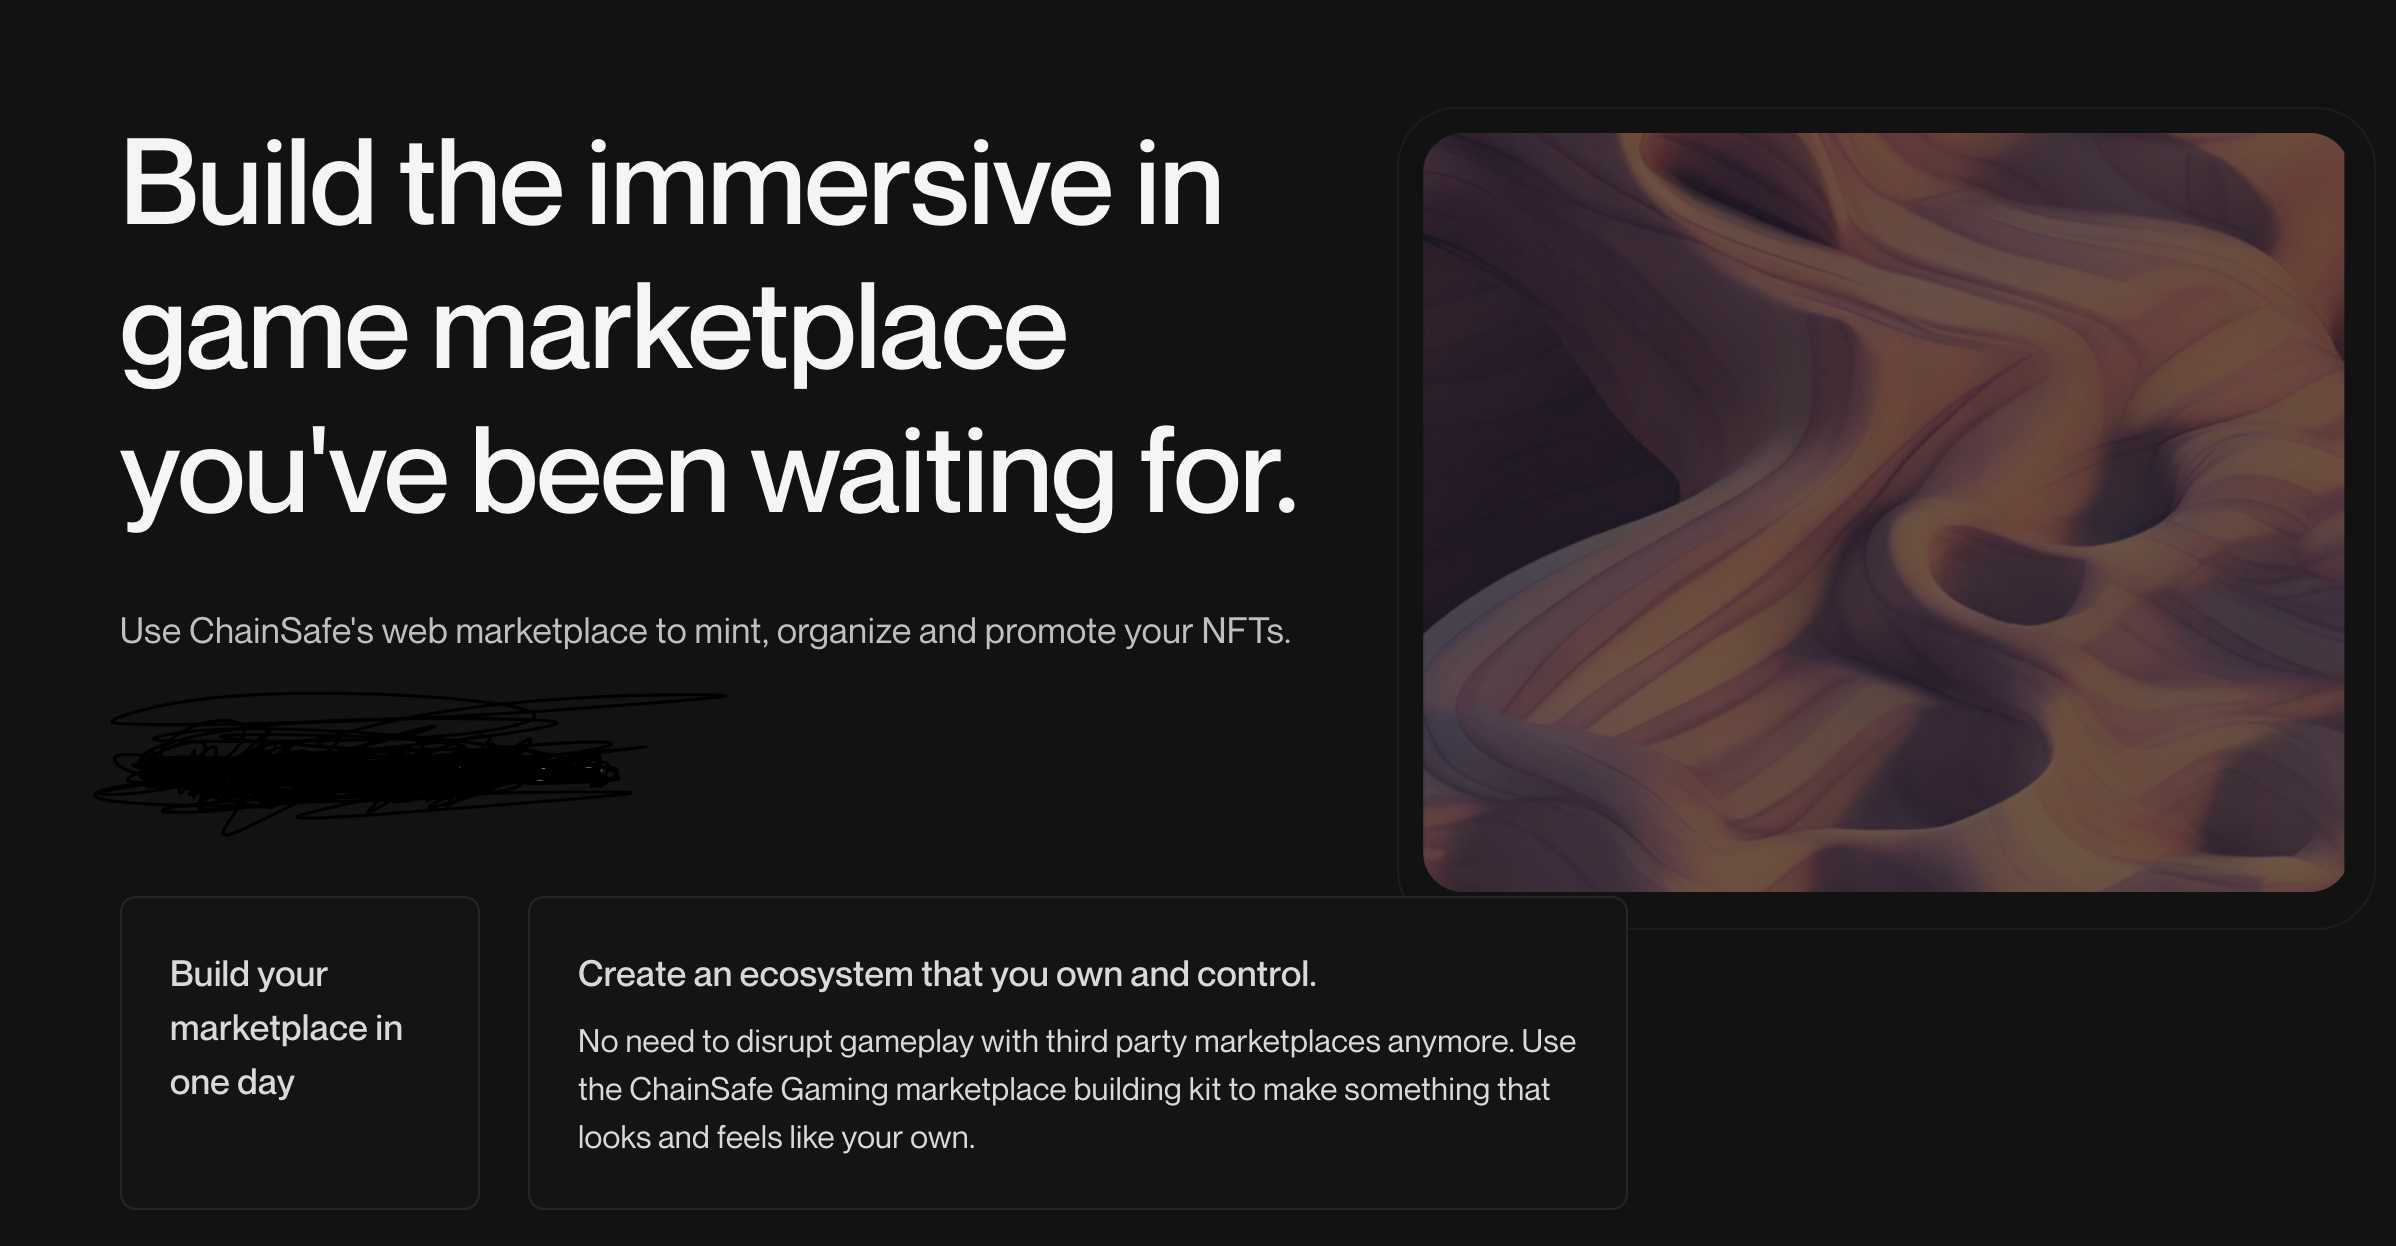 Build the immersive in
game marketplace
you've been waiting for.
Use ChainSafe's web marketplace to mint, organize and promote your NFTs.
Build your
marketplace in
one day
Create an ecosystem that you own and control.
No need to disrupt gameplay with third party marketplaces anymore. Use
the ChainSafe Gaming marketplace building kit to make something that
looks and feels like your own.